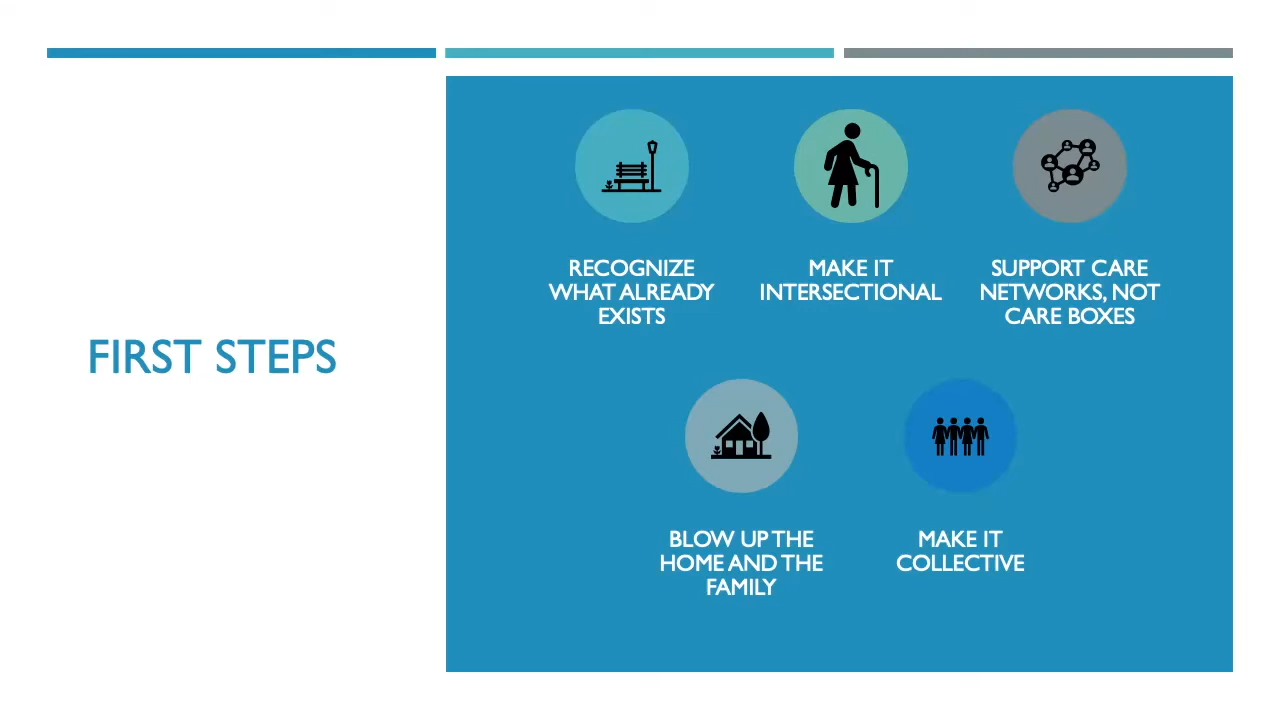 FIRST STEPS
RECOGNIZE
WHAT ALREADY
EXISTS
MAKE IT
INTERSECTIONAL
SUPPORT CARE
NETWORKS, NOT
CARE BOXES
BLOW UP THE
HOME AND THE
FAMILY
MAKE IT
COLLECTIVE